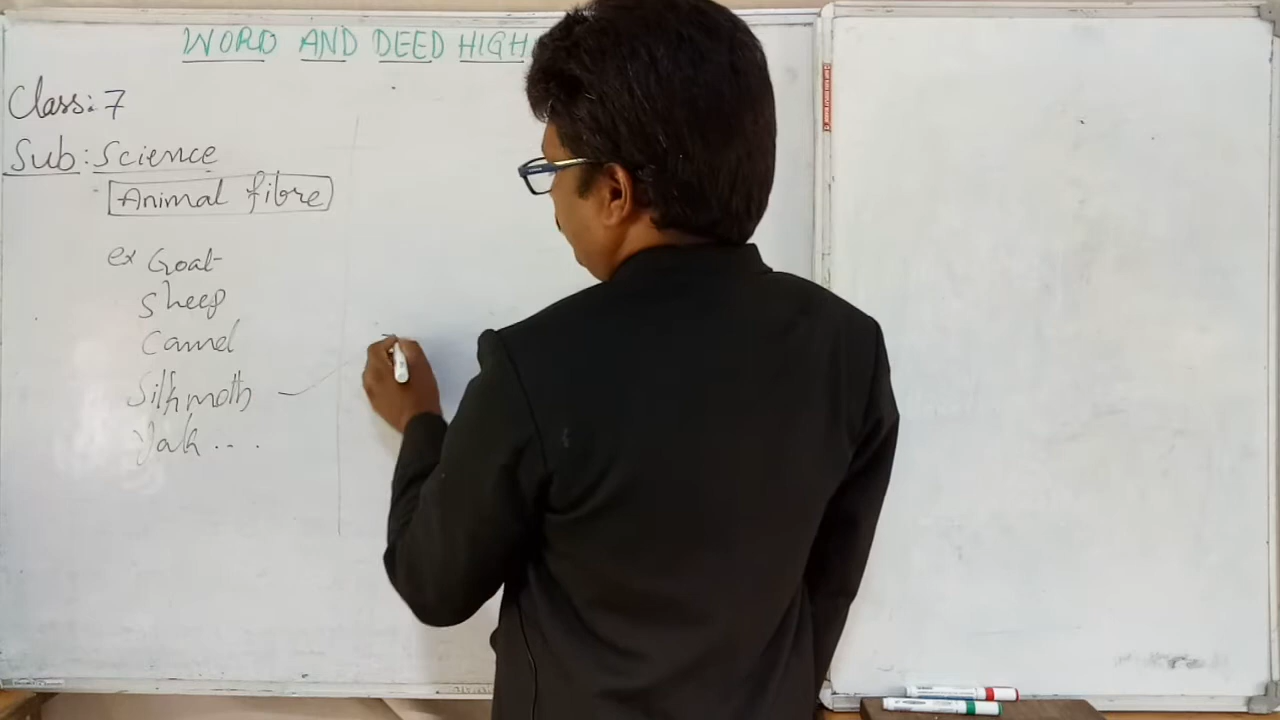 WORD AND DEED HIGH
Class: 7
Sub: Science
Animal fibre
ex Goat
Sheep
Camel
Silkmoth
Yak ....